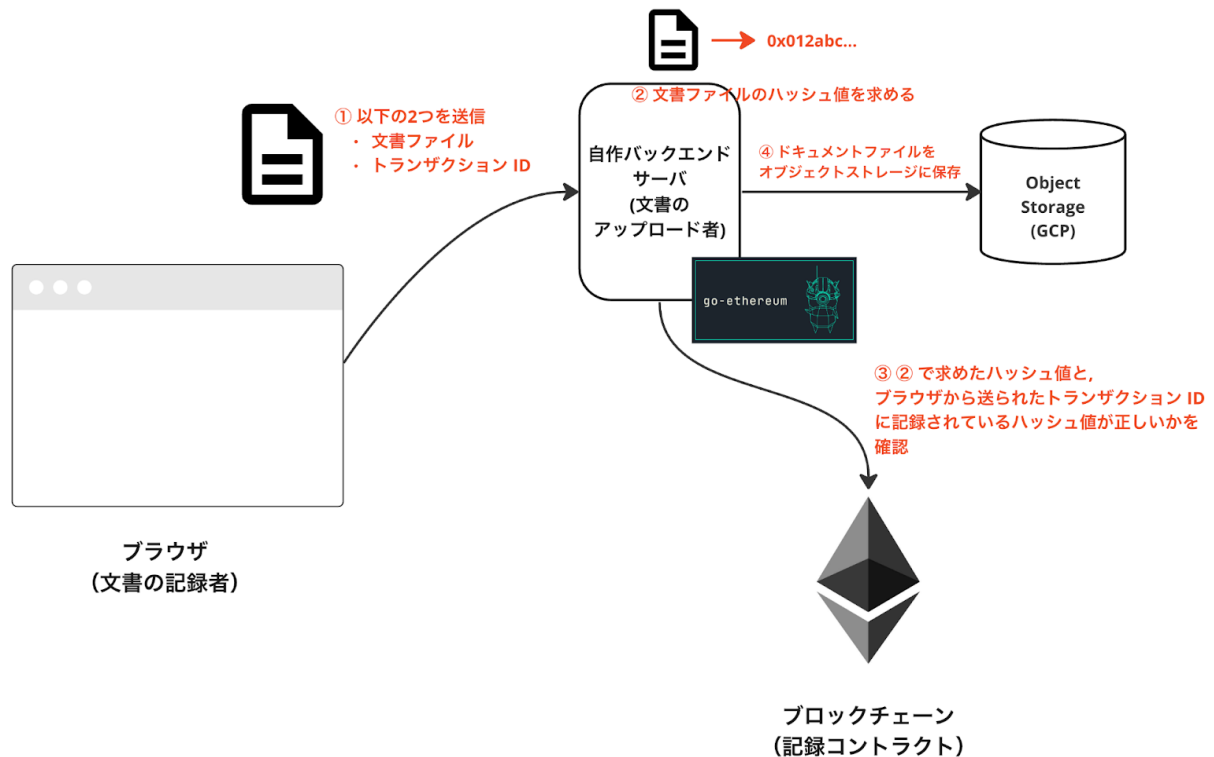 0x012abc...
② 文書ファイルのハッシュ値を求める
① 以下の2つを送信
・ 文書ファイル
・ トランザクション ID
自作バックエンド
サーバ
(文書の
アップロード者)
④ ドキュメントファイルを
オブジェクトストレージに保存
Object
Storage
(GCP)
go-ethereum
③ ② で求めたハッシュ値と,
ブラウザから送られたトランザクション ID
に記録されているハッシュ値が正しいかを
確認
ブラウザ
（文書の記録者）
ブロックチェーン
（記録コントラクト）